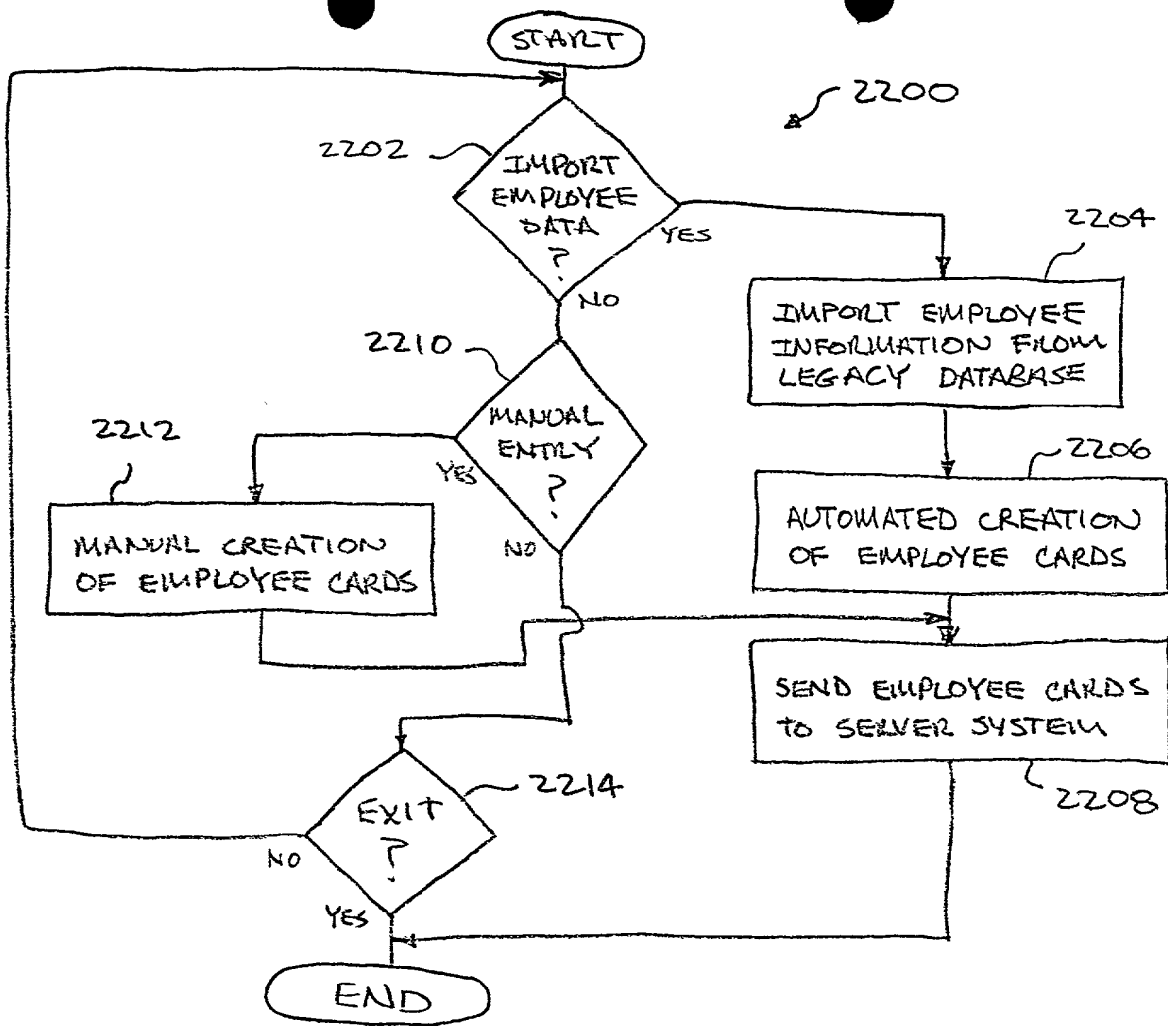 START
2200
2202
IMPORT
EMPLOYEE
DATA
?
YES
NO
2204
IMPORT EMPLOYEE
INFORMATION FROM
LEGACY DATABASE
2210
MANUAL
ENTRY
?
YES
NO
2212
MANUAL CREATION
OF EMPLOYEE CARDS
2206
AUTOMATED CREATION
OF EMPLOYEE CARDS
SEND EMPLOYEE CARDS
TO SERVER SYSTEM
2208
EXIT
?
2214
NO
YES
END